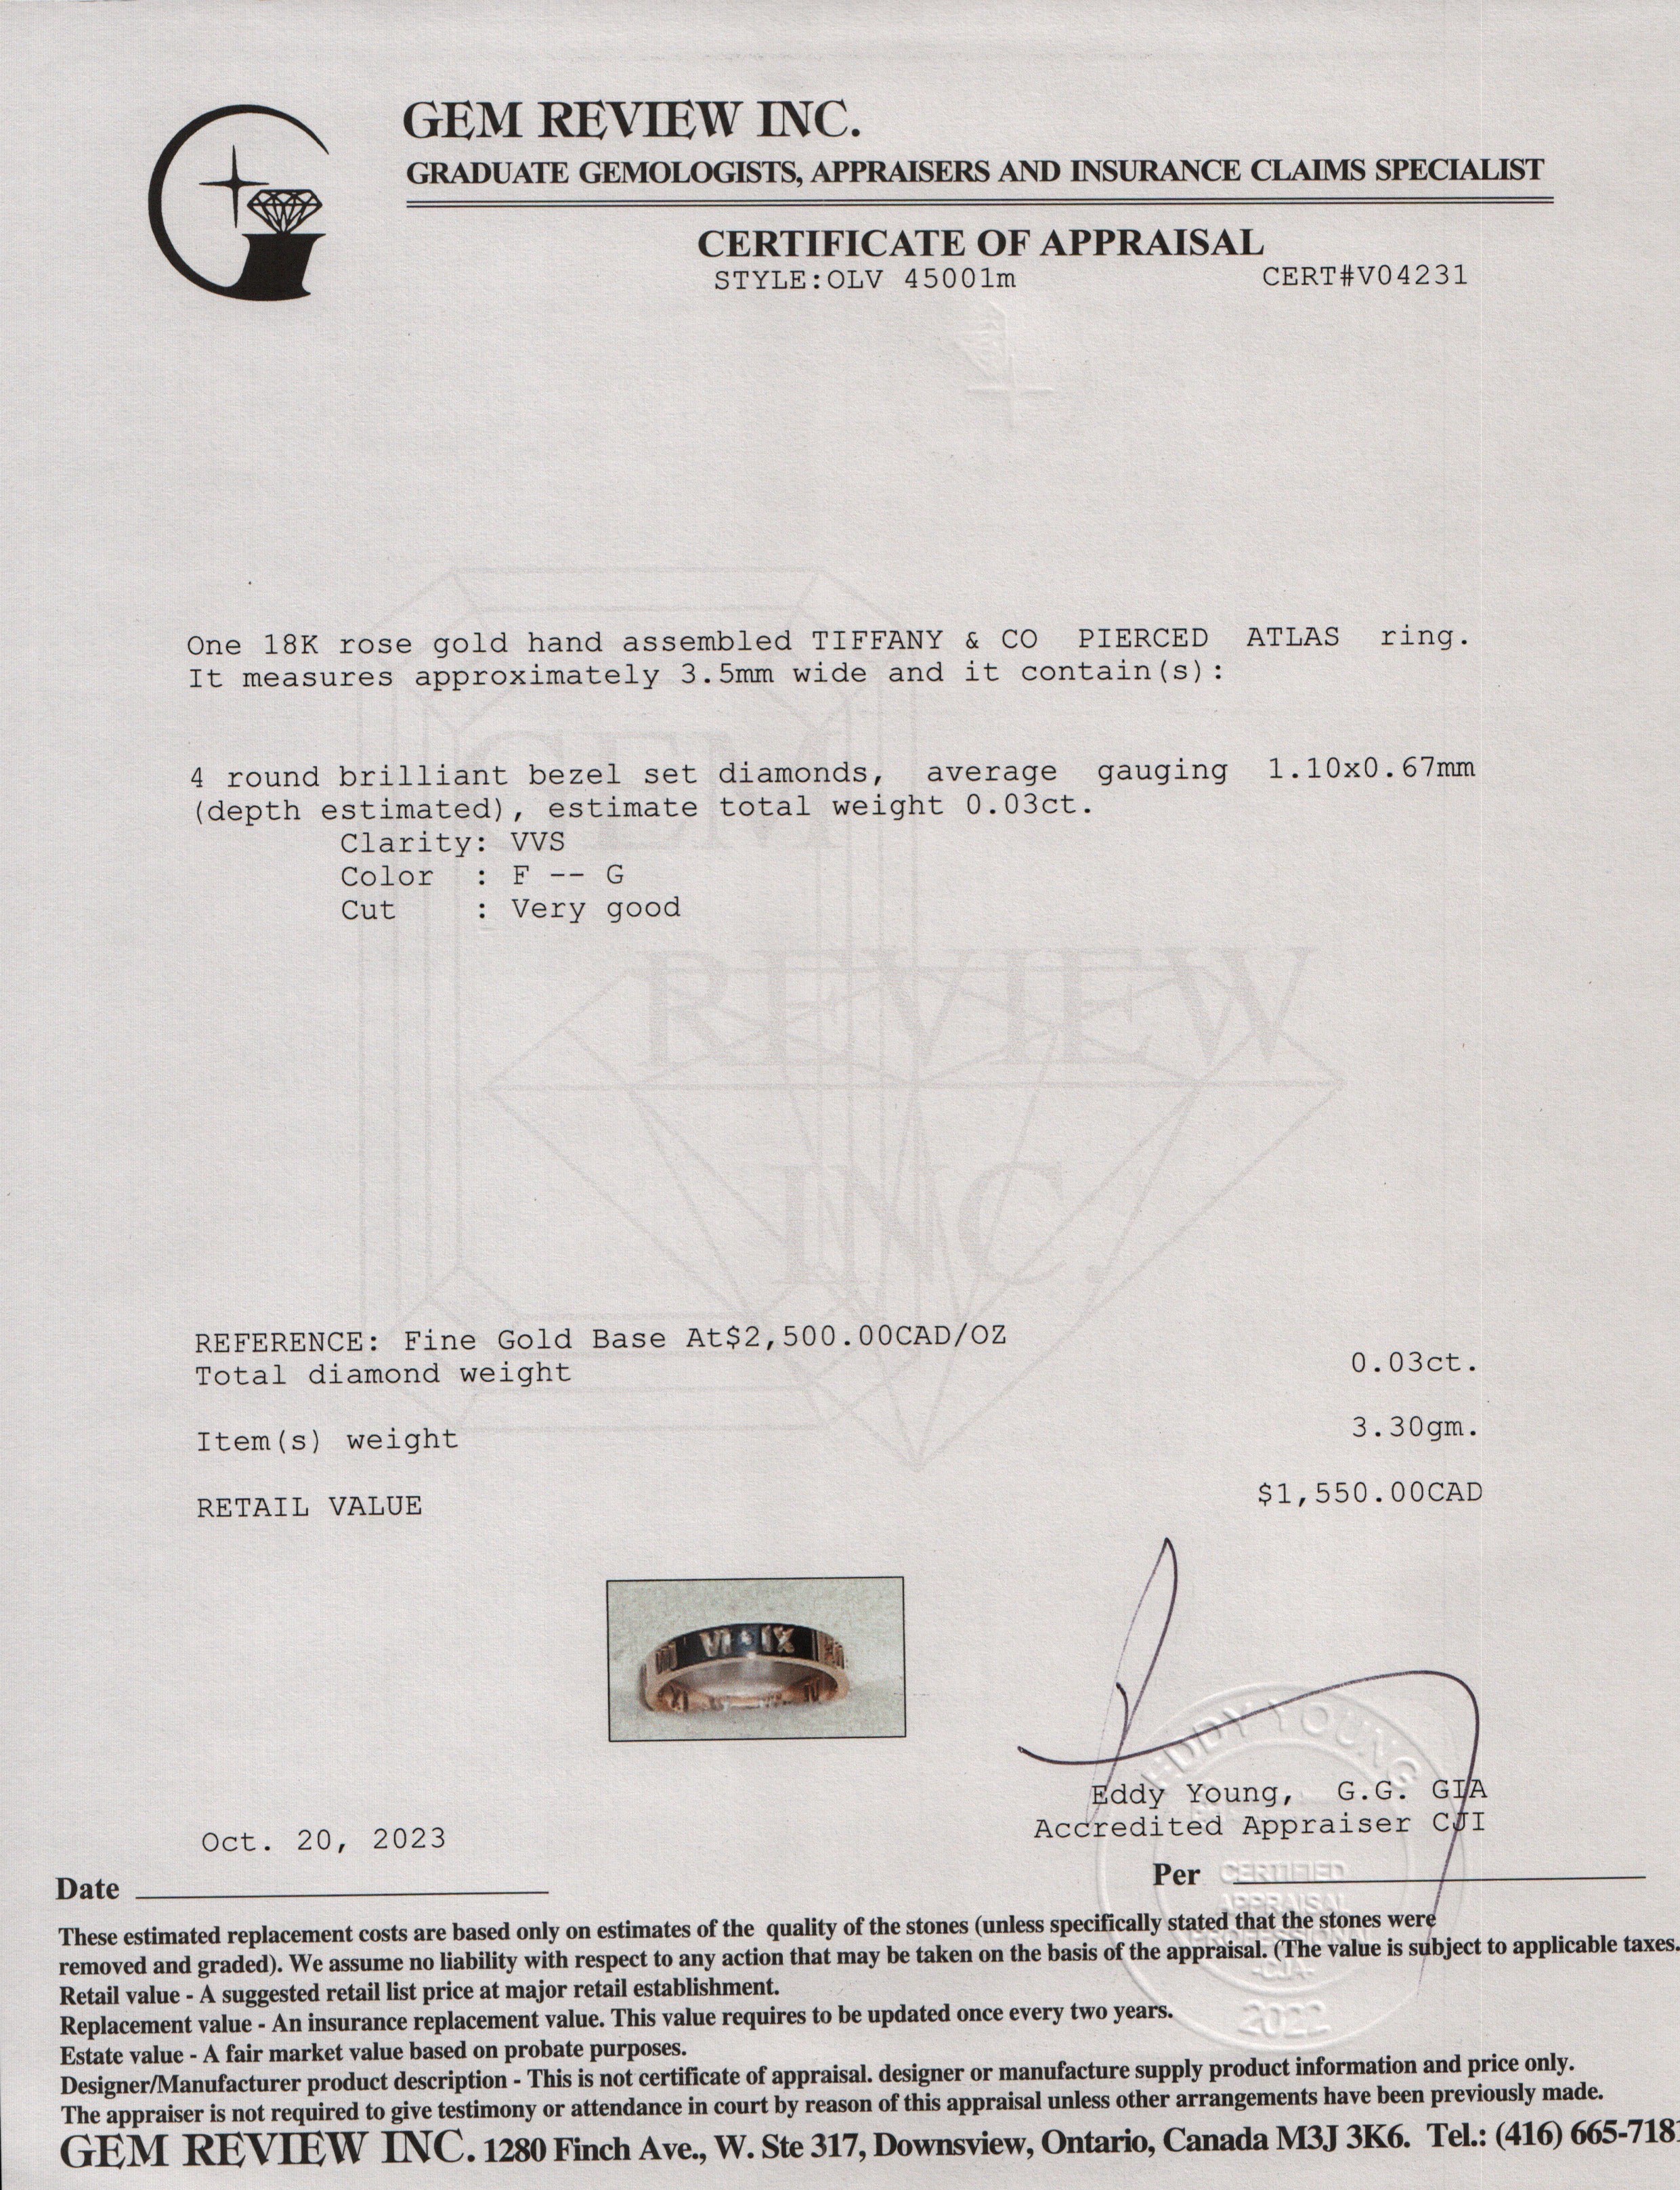 GEM REVIEW INC.
GRADUATE GEMOLOGISTS, APPRAISERS AND INSURANCE CLAIMS SPECIALIST
CERTIFICATE OF APPRAISAL
STYLE:OLV 45001m CERT#V04231
One 18K rose gold hand assembled TIFFANY & CO PIERCED ATLAS ring.
It measures approximately 3.5mm wide and it contain(s):
4 round brilliant bezel set diamonds, average gauging 1.10x0.67mm
(depth estimated), estimate total weight 0.03ct.
Clarity: VVS
Color : F -- G
Cut : Very good
GEM
REVIEW
INC.
REFERENCE: Fine Gold Base At$2,500.00CAD/OZ
Total diamond weight 0.03ct.
Item(s) weight 3.30gm.
RETAIL VALUE $1,550.00CAD
VI IX
EDDY YOUNG
Eddy Young, G.G. GIA
Accredited Appraiser CJI
Oct. 20, 2023
Date
Per
CERTIFIED
APPRAISAL
PROFESSIONAL
-CJA-
2022
These estimated replacement costs are based only on estimates of the quality of the stones (unless specifically stated that the stones were
removed and graded). We assume no liability with respect to any action that may be taken on the basis of the appraisal. (The value is subject to applicable taxes.
Retail value - A suggested retail list price at major retail establishment.
Replacement value - An insurance replacement value. This value requires to be updated once every two years.
Estate value - A fair market value based on probate purposes.
Designer/Manufacturer product description - This is not certificate of appraisal. designer or manufacture supply product information and price only.
The appraiser is not required to give testimony or attendance in court by reason of this appraisal unless other arrangements have been previously made.
GEM REVIEW INC. 1280 Finch Ave., W. Ste 317, Downsview, Ontario, Canada M3J 3K6. Tel.: (416) 665-718